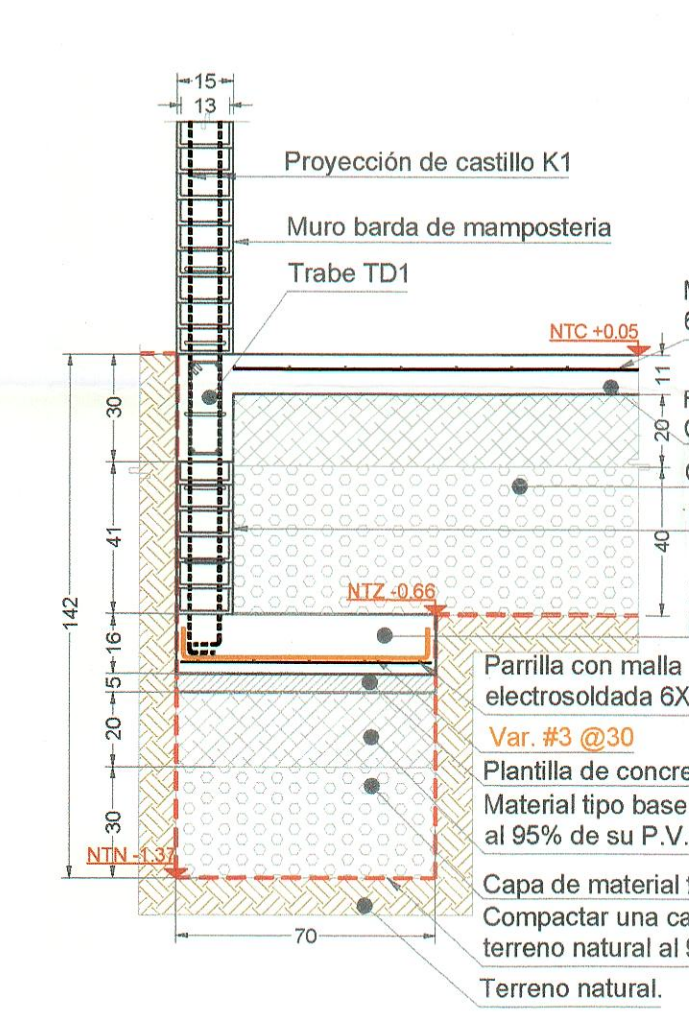 15
13
Proyección de castillo K1
Muro barda de mamposteria
Trabe TD1
NTC +0.05
6
11
30
20
41
40
142
NTZ -0.66
16
Parrilla con malla
electrosoldada 6X
5
Var. #3 @30
20
Plantilla de concre
Material tipo base
al 95% de su P.V.
30
NTN -1.37
Capa de material
Compactar una ca
terreno natural al 9
70
Terreno natural.